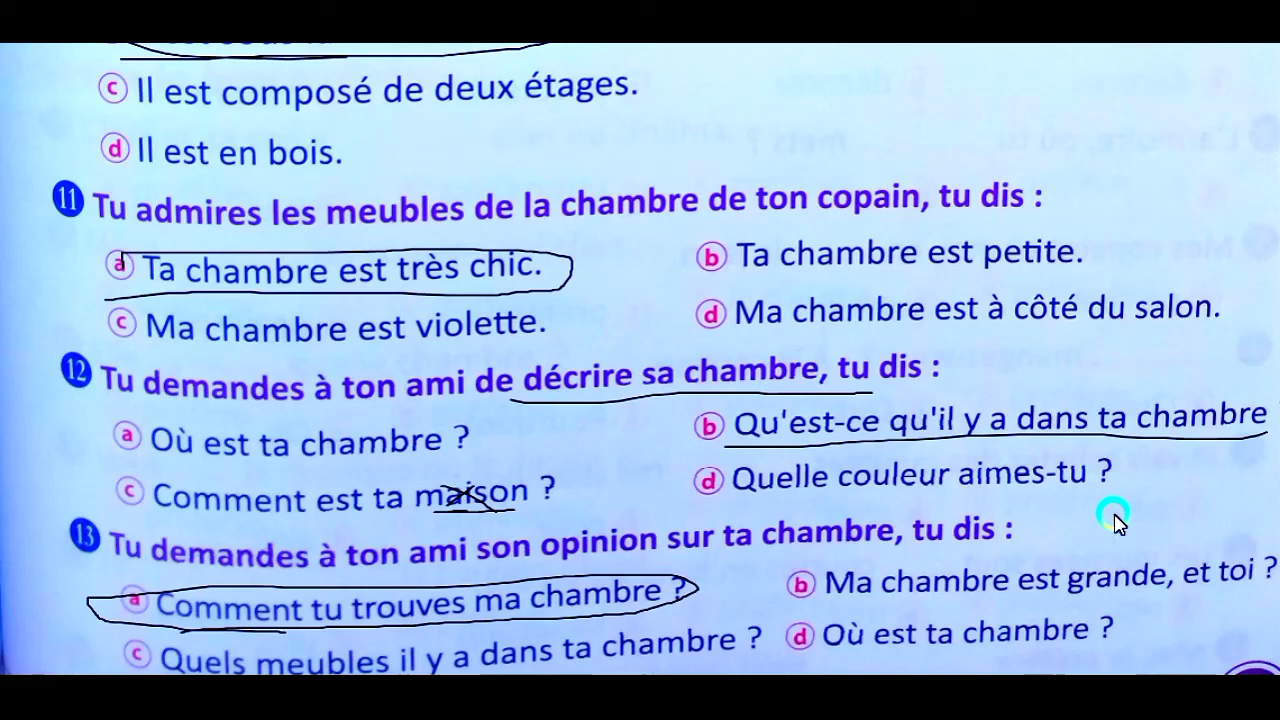 c Il est composé de deux étages.
d Il est en bois.
11 Tu admires les meubles de la chambre de ton copain, tu dis :
a Ta chambre est très chic.
b Ta chambre est petite.
c Ma chambre est violette.
d Ma chambre est à côté du salon.
12 Tu demandes à ton ami de décrire sa chambre, tu dis :
a Où est ta chambre ?
b Qu'est-ce qu'il y a dans ta chambre
c Comment est ta maison ?
d Quelle couleur aimes-tu ?
13 Tu demandes à ton ami son opinion sur ta chambre, tu dis :
a Comment tu trouves ma chambre ?
b Ma chambre est grande, et toi ?
c Quels meubles il y a dans ta chambre ?
d Où est ta chambre ?